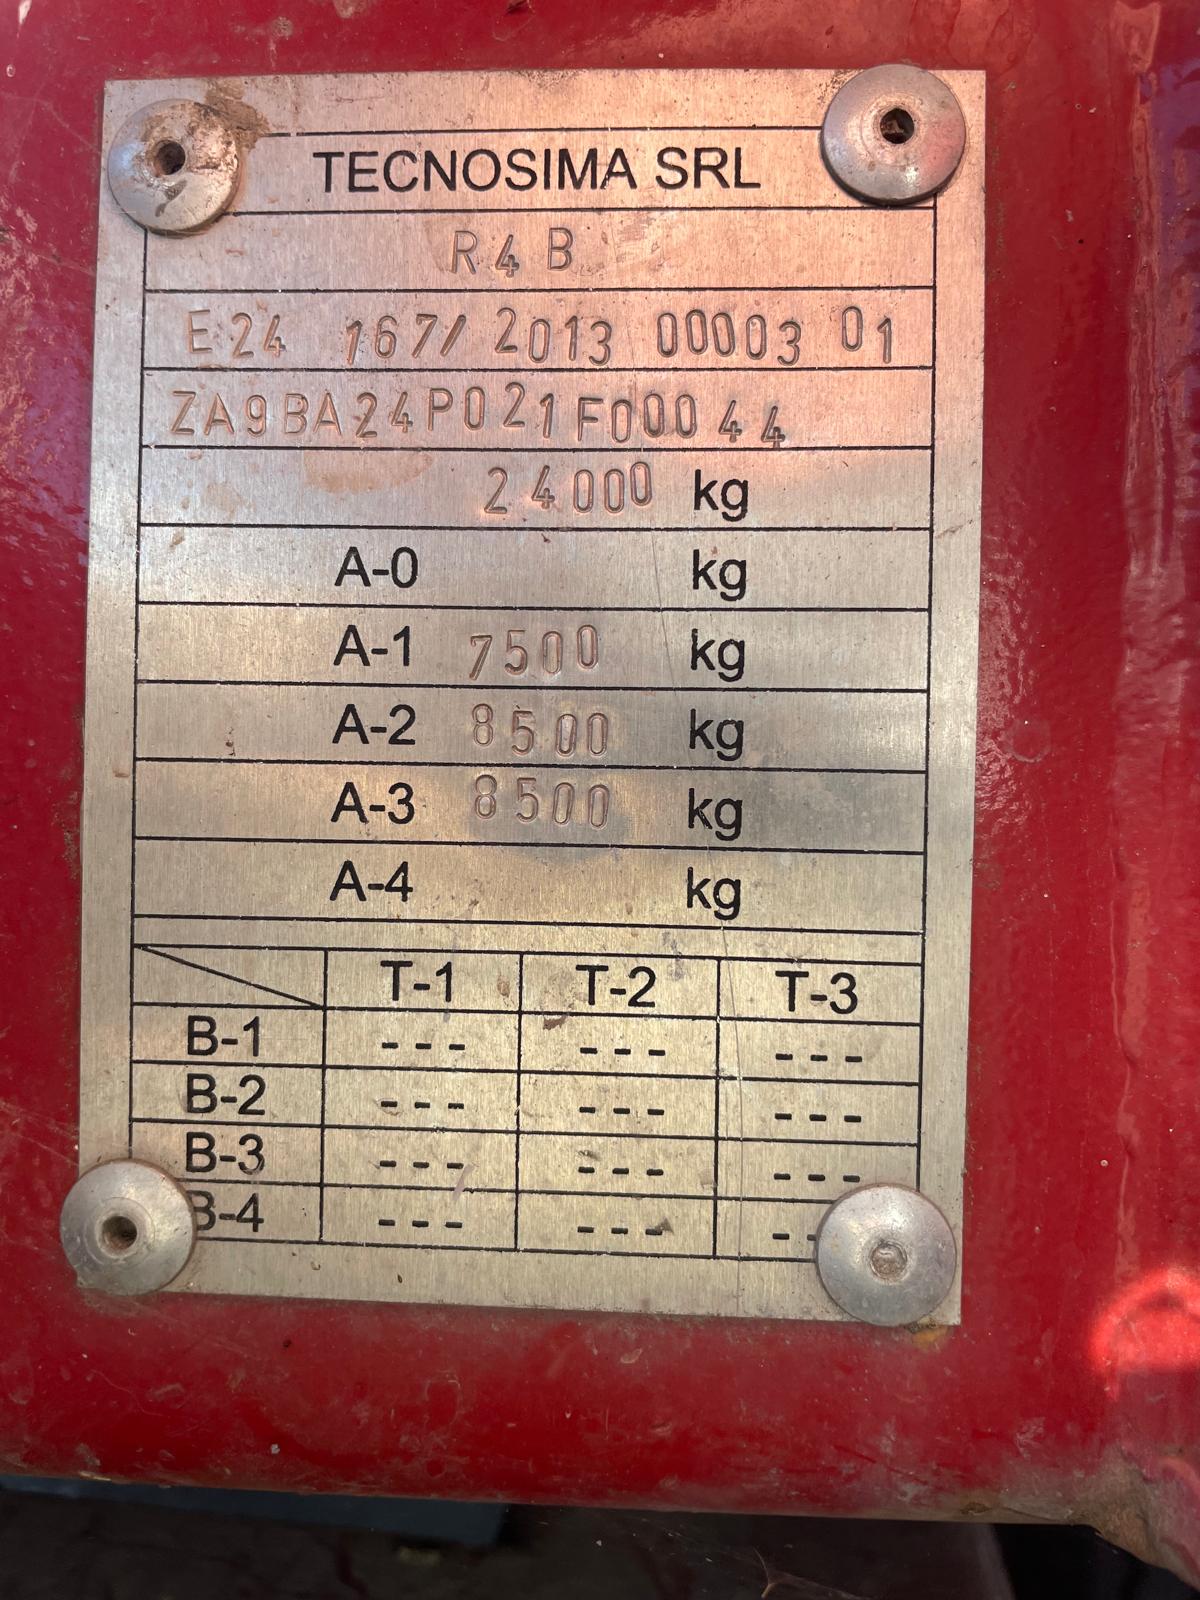 TECNOSIMA SRL
R4B
E24 167/2013 00003 01
ZA9BA24P021F00044
24000 kg
A-0 kg
A-1 7500 kg
A-2 8500 kg
A-3 8500 kg
A-4 kg
T-1 T-2 T-3
B-1 --- --- ---
B-2 --- --- ---
B-3 --- --- ---
B-4 --- --- -